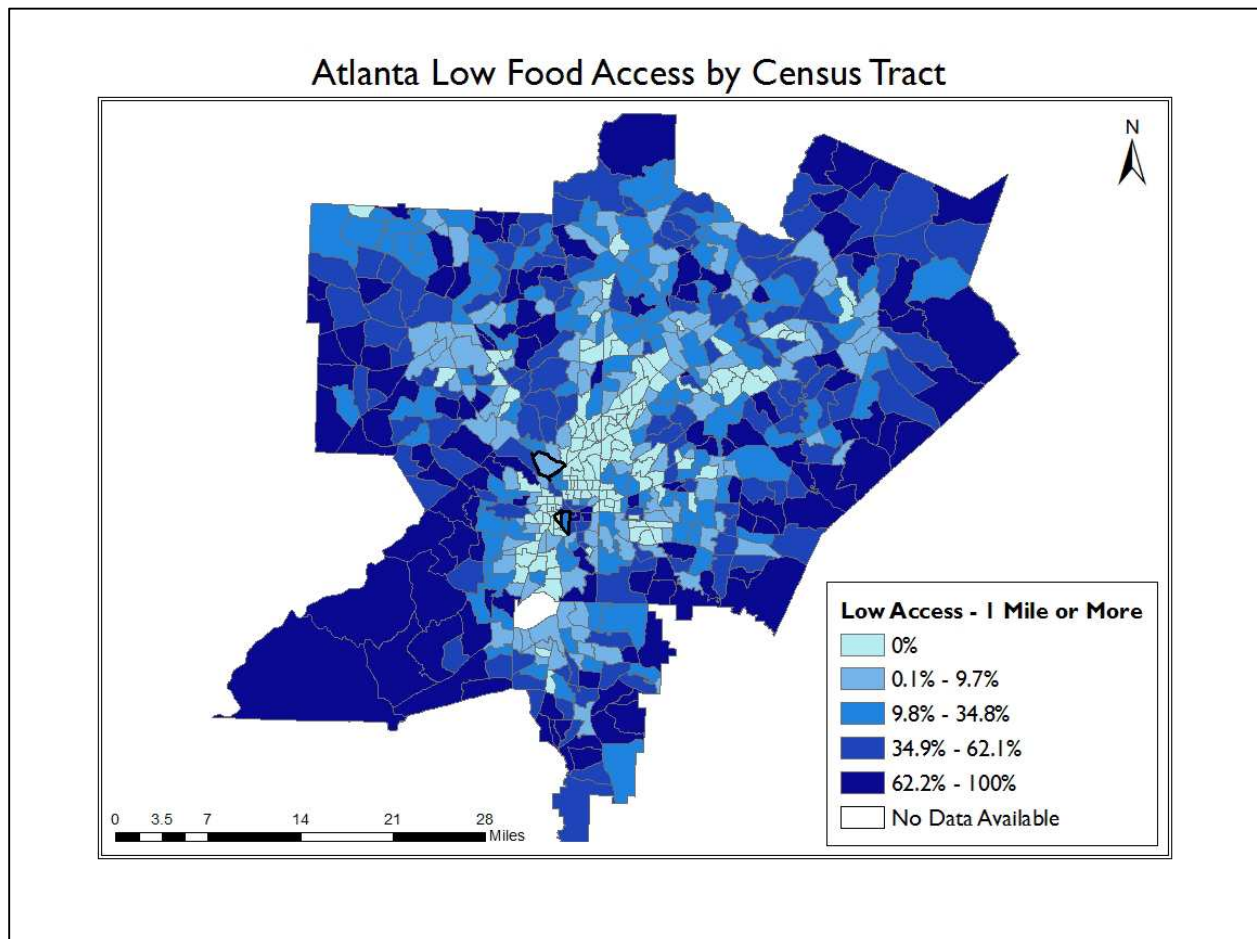 Atlanta Low Food Access by Census Tract
N
Low Access - 1 Mile or More
0%
0.1% - 9.7%
9.8% - 34.8%
34.9% - 62.1%
62.2% - 100%
No Data Available
0 3.5 7 14 21 28
Miles